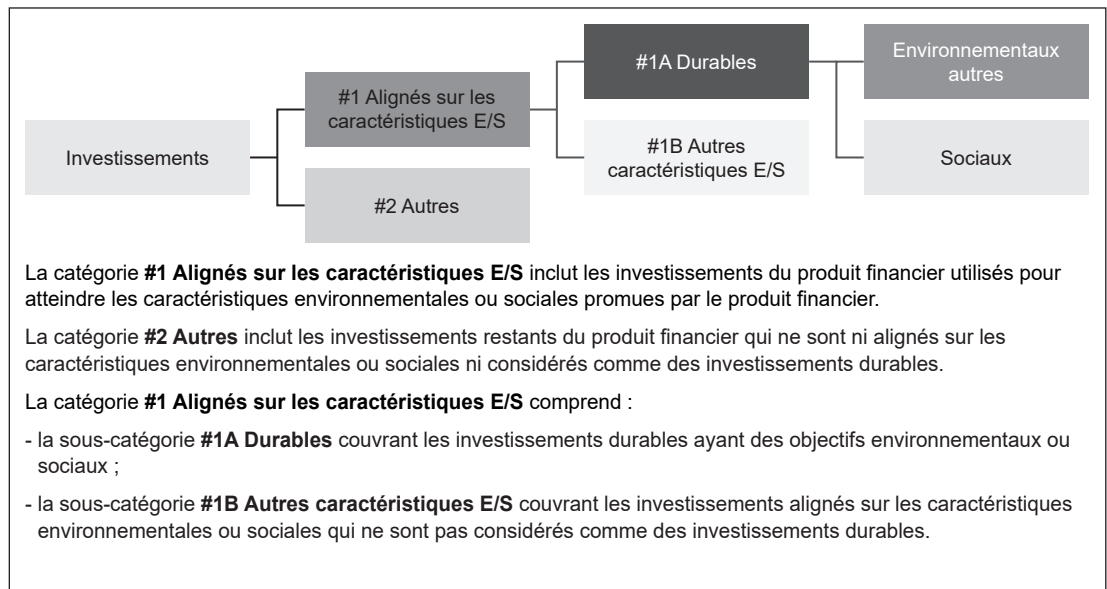 Investissements
#1 Alignés sur les
caractéristiques E/S
#2 Autres
#1A Durables
#1B Autres
caractéristiques E/S
Environnementaux
autres
Sociaux
La catégorie #1 Alignés sur les caractéristiques E/S inclut les investissements du produit financier utilisés pour
atteindre les caractéristiques environnementales ou sociales promues par le produit financier.
La catégorie #2 Autres inclut les investissements restants du produit financier qui ne sont ni alignés sur les
caractéristiques environnementales ou sociales ni considérés comme des investissements durables.
La catégorie #1 Alignés sur les caractéristiques E/S comprend :
- la sous-catégorie #1A Durables couvrant les investissements durables ayant des objectifs environnementaux ou
sociaux ;
- la sous-catégorie #1B Autres caractéristiques E/S couvrant les investissements alignés sur les caractéristiques
environnementales ou sociales qui ne sont pas considérés comme des investissements durables.